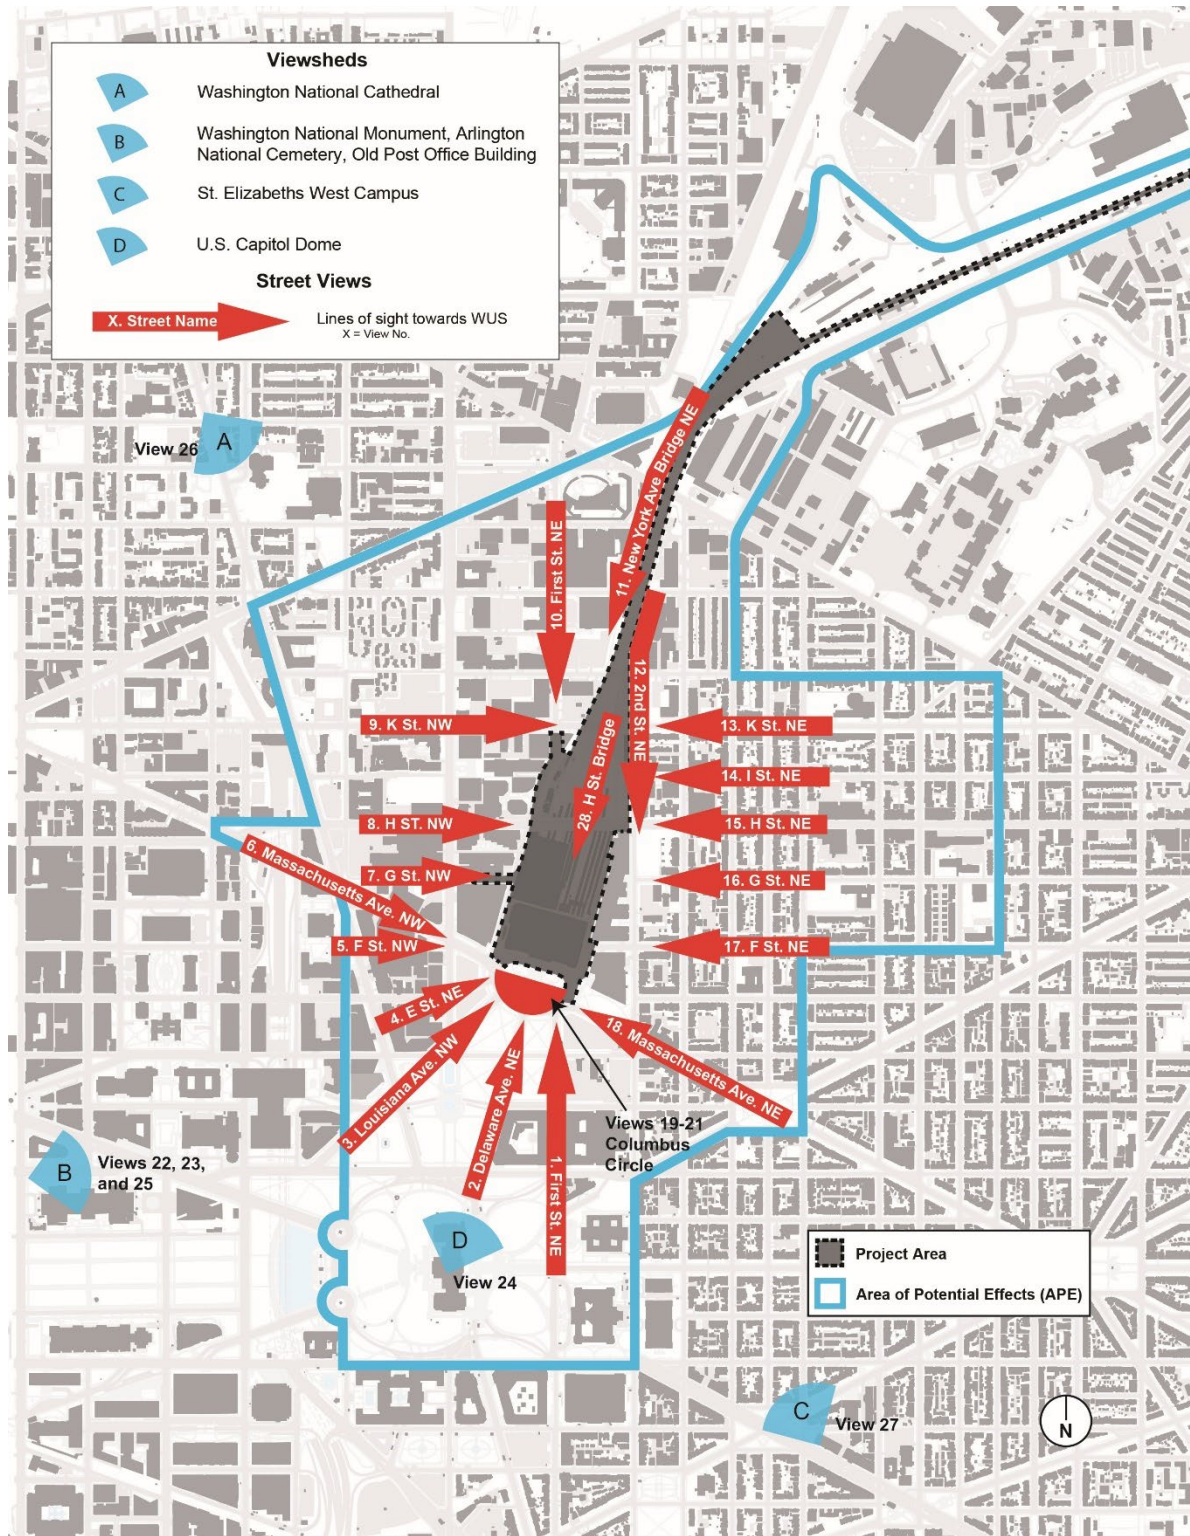 Viewsheds
A
Washington National Cathedral
B
Washington National Monument, Arlington
National Cemetery, Old Post Office Building
C
St. Elizabeths West Campus
D
U.S. Capitol Dome
Street Views
X. Street Name
Lines of sight towards WUS
X = View No.
View 26
A
11. New York Ave Bridge NE
10. First St. NE
12. 2nd St. NE
9. K St. NW
13. K St. NE
28. H St. Bridge
14. I St. NE
8. H ST. NW
15. H St. NE
6. Massachusetts Ave. NW
7. G St. NW
16. G St. NE
5. F St. NW
17. F St. NE
4. E St. NE
3. Louisiana Ave. NW
2. Delaware Ave. NE
1. First St. NE
18. Massachusetts Ave. NE
Views 19-21
Columbus
Circle
B
Views 22, 23,
and 25
D
View 24
Project Area
Area of Potential Effects (APE)
C
View 27
N